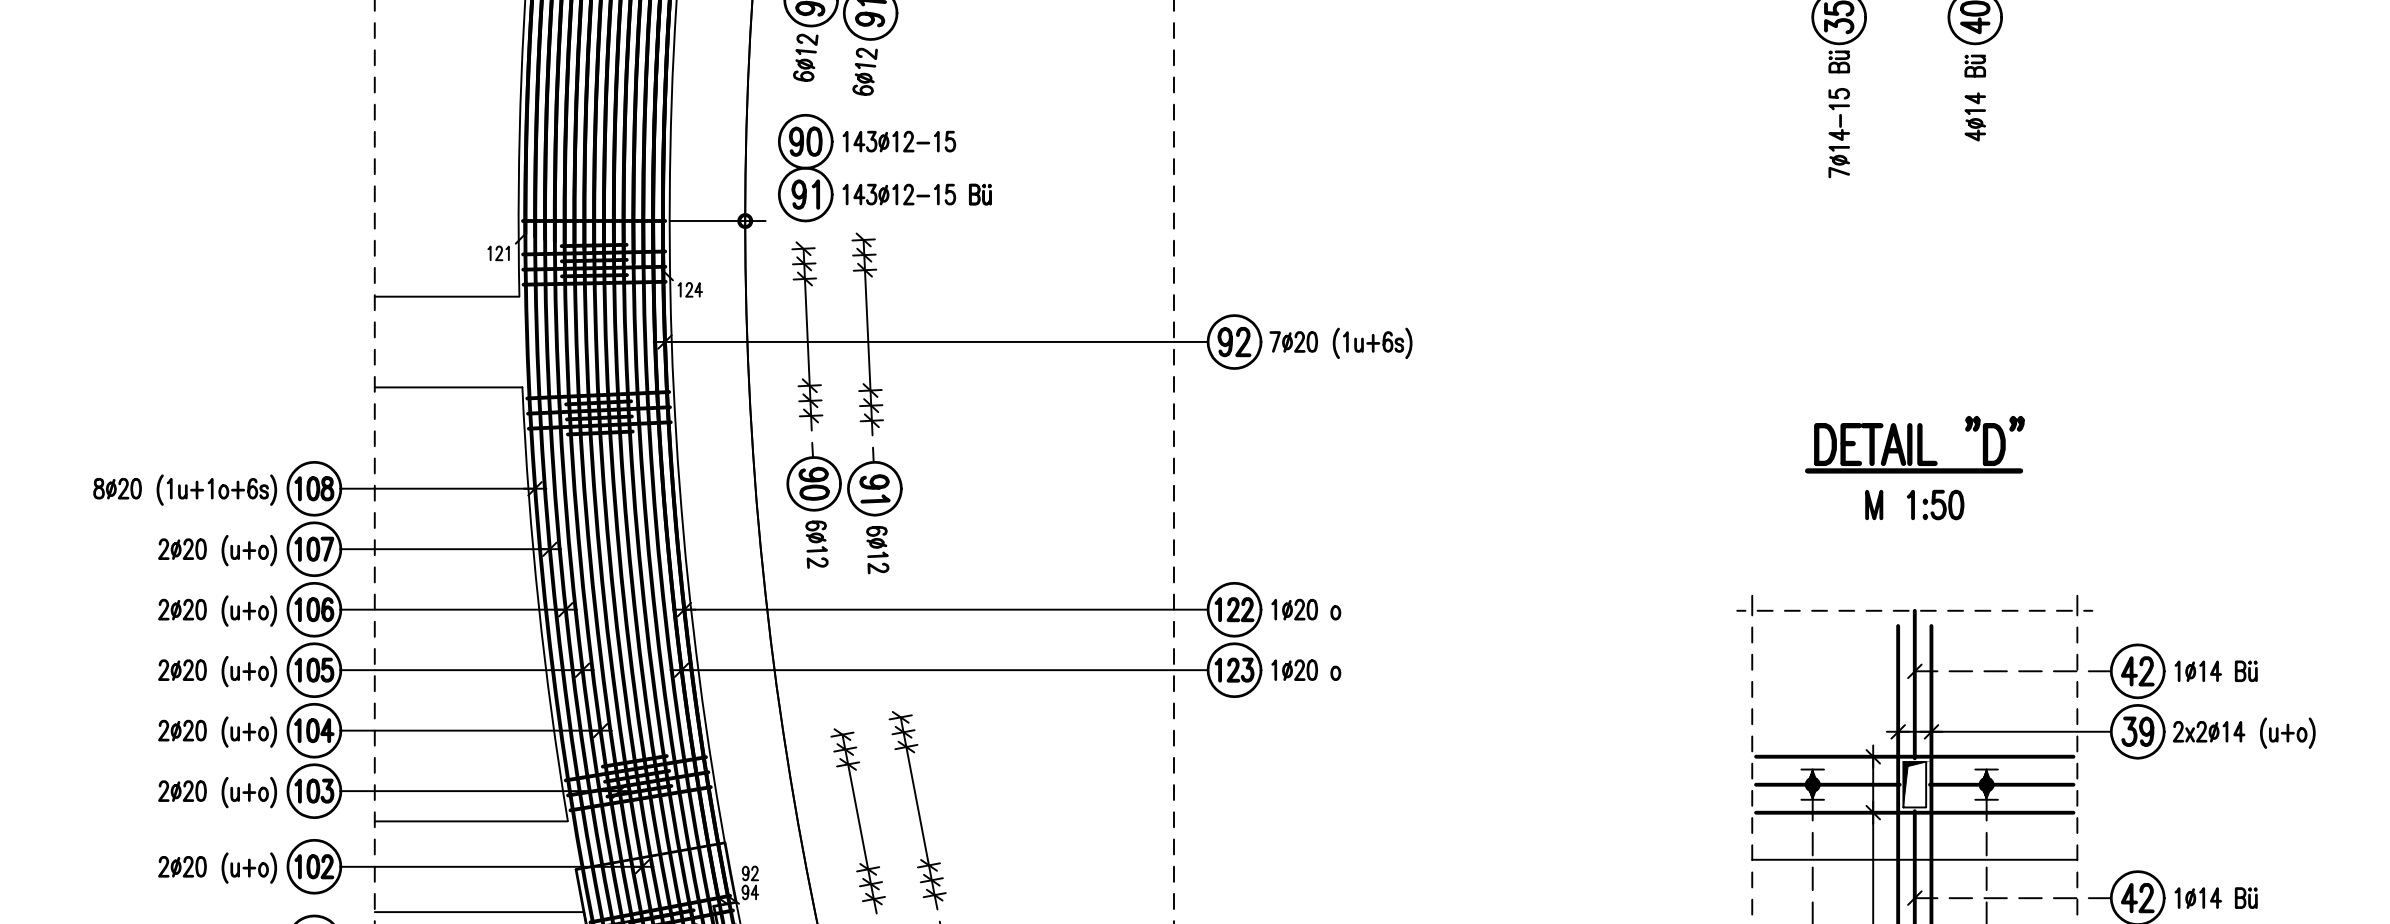 9
91
6ø12
6ø12
35
7ø14-15 Bü
40
4ø14 Bü
90 143ø12-15
91 143ø12-15 Bü
121
124
92 7ø20 (1u+6s)
DETAIL "D"
M 1:50
8ø20 (1u+1o+6s) 108
90
6ø12
91
6ø12
2ø20 (u+o) 107
2ø20 (u+o) 106
122 1ø20 o
2ø20 (u+o) 105
123 1ø20 o
42 1ø14 Bü
2ø20 (u+o) 104
39 2x2ø14 (u+o)
2ø20 (u+o) 103
2ø20 (u+o) 102
92
94
42 1ø14 Bü